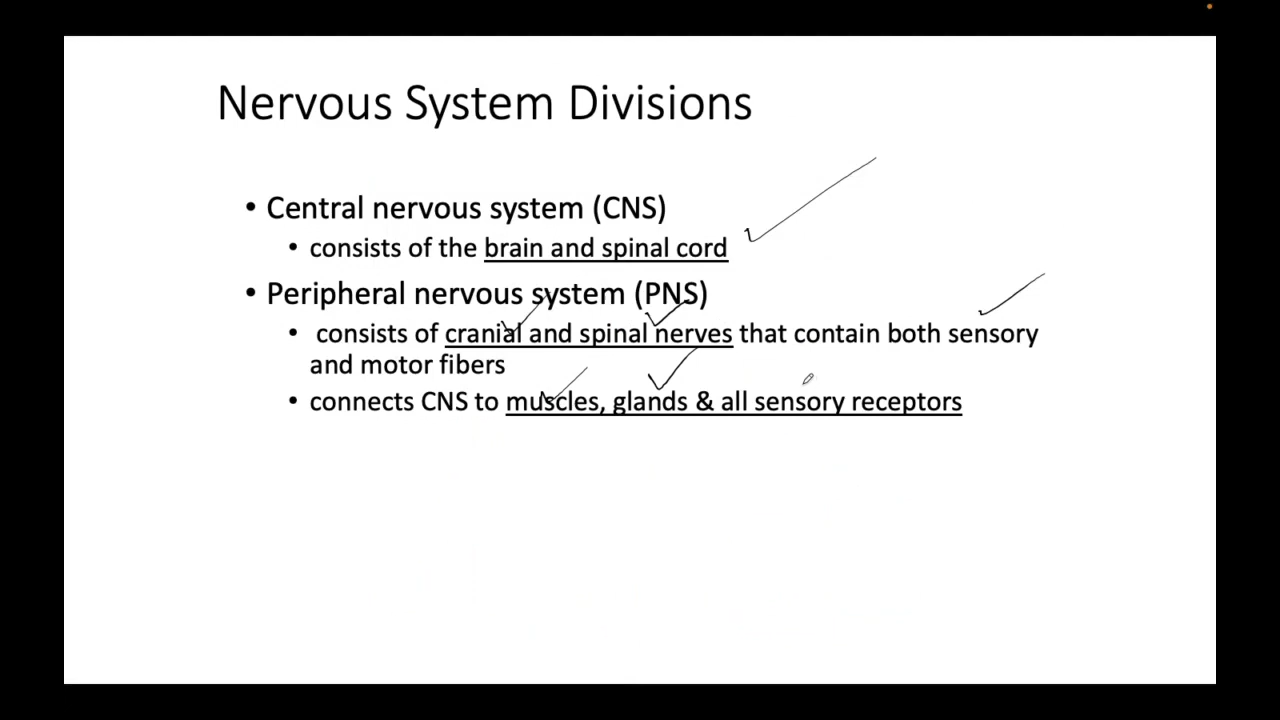 Nervous System Divisions
• Central nervous system (CNS)
• consists of the brain and spinal cord
• Peripheral nervous system (PNS)
• consists of cranial and spinal nerves that contain both sensory
and motor fibers
• connects CNS to muscles, glands & all sensory receptors